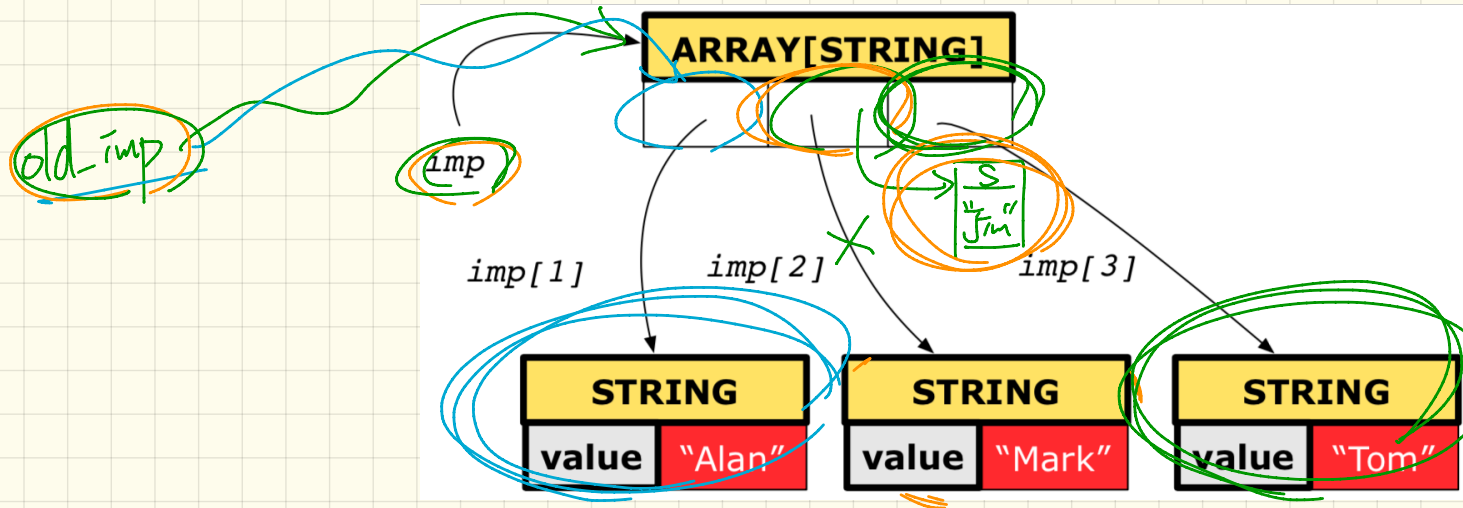 ARRAY[STRING]
old_imp
imp
S
"Jim"
imp[1]
imp[2]
imp[3]
STRING
value
“Alan”
STRING
value
“Mark”
STRING
value
“Tom”